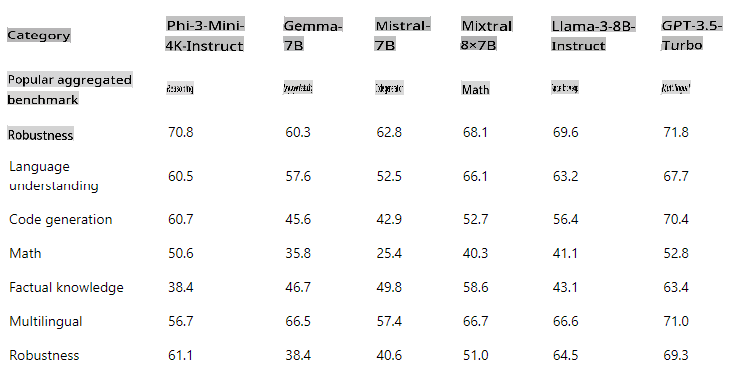 Category Phi-3-Mini-4K-Instruct Gemma-7B Mistral-7B Mixtral 8×7B Llama-3-8B-Instruct GPT-3.5-Turbo
Popular aggregated benchmark Reasoning Math
Robustness 70.8 60.3 62.8 68.1 69.6 71.8
Language understanding 60.5 57.6 52.5 66.1 63.2 67.7
Code generation 60.7 45.6 42.9 52.7 56.4 70.4
Math 50.6 35.8 25.4 40.3 41.1 52.8
Factual knowledge 38.4 46.7 49.8 58.6 43.1 63.4
Multilingual 56.7 66.5 57.4 66.7 66.6 71.0
Robustness 61.1 38.4 40.6 51.0 64.5 69.3